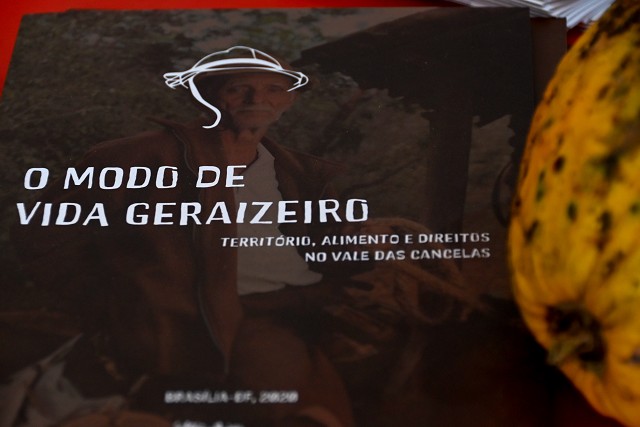 O MODO DE
VIDA GERAIZEIRO
TERRITÓRIO, ALIMENTO E DIREITOS
NO VALE DAS CANCELAS
BRASÍLIA-DF, 2020